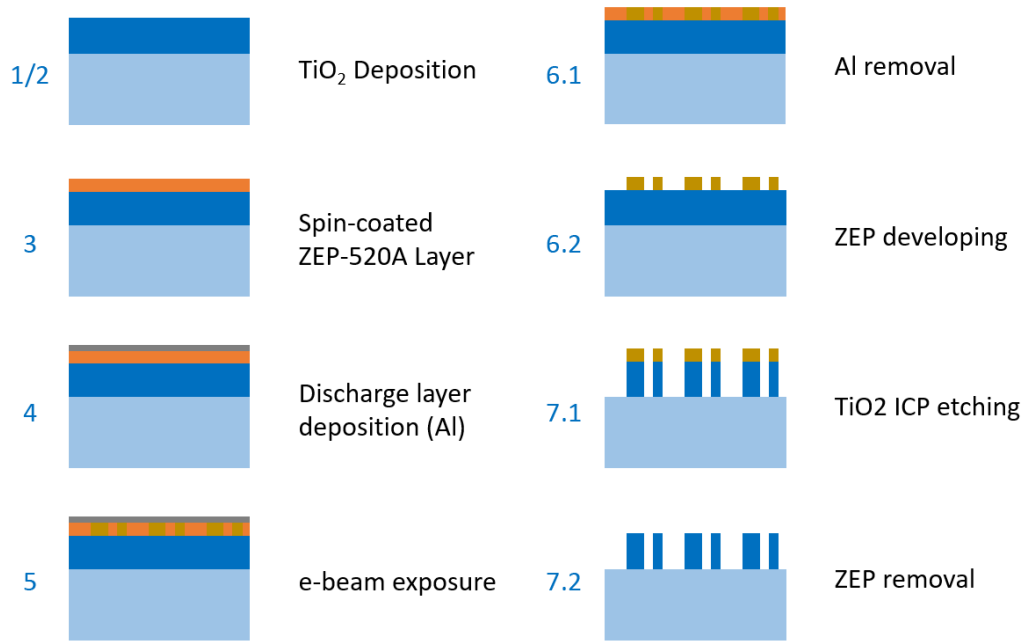 1/2
TiO₂ Deposition
3
Spin-coated
ZEP-520A Layer
4
Discharge layer
deposition (Al)
5
e-beam exposure
6.1
Al removal
6.2
ZEP developing
7.1
TiO2 ICP etching
7.2
ZEP removal